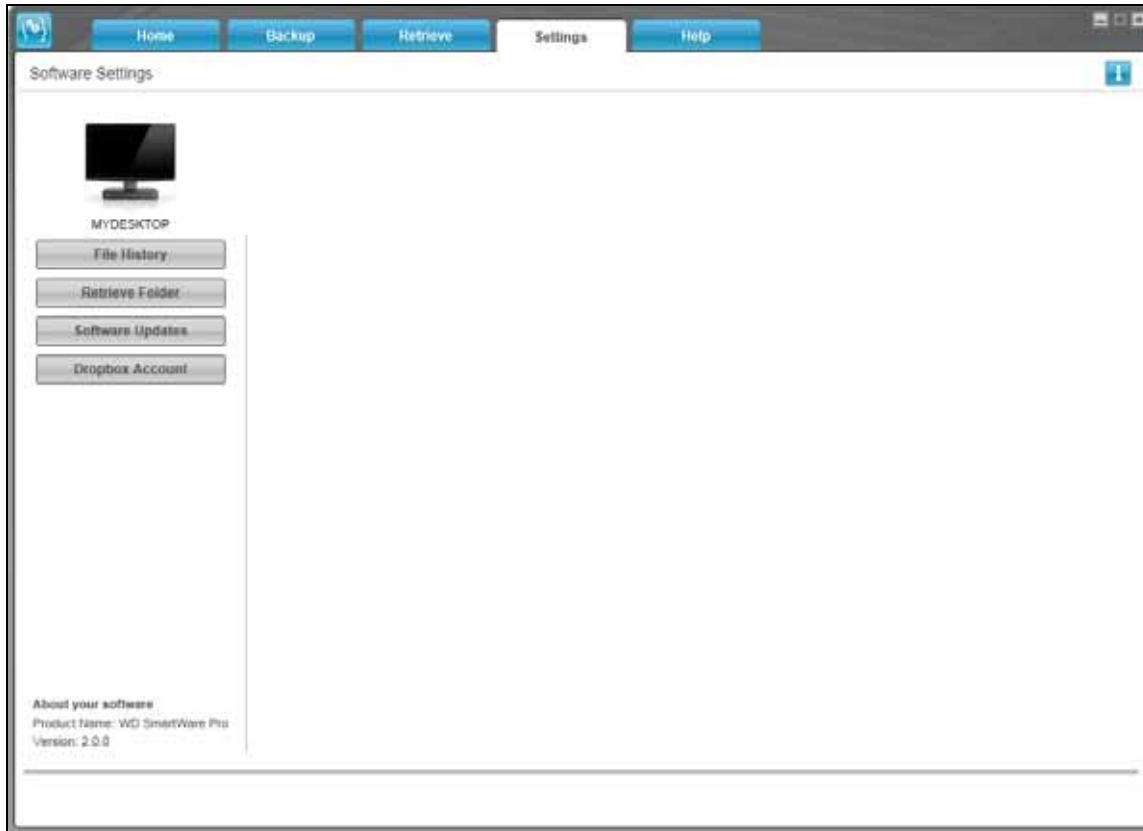 Home
Backup
Retrieve
Settings
Help
Software Settings
i
MYDESKTOP
File History
Retrieve Folder
Software Updates
Dropbox Account
About your software
Product Name: WD SmartWare Pro
Version: 2.0.0